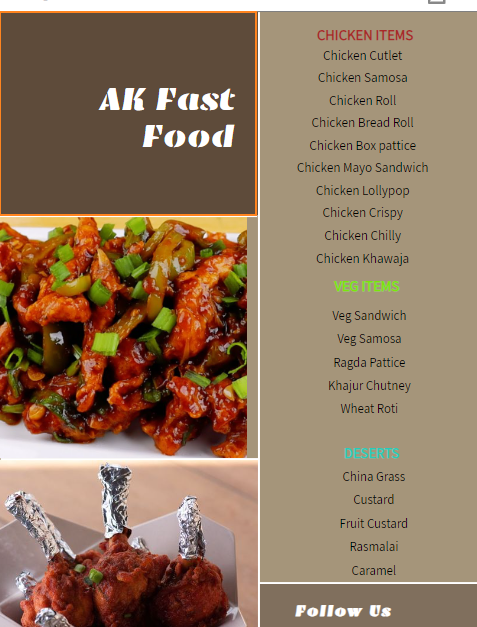 AK Fast
Food
CHICKEN ITEMS
Chicken Cutlet
Chicken Samosa
Chicken Roll
Chicken Bread Roll
Chicken Box pattice
Chicken Mayo Sandwich
Chicken Lollypop
Chicken Crispy
Chicken Chilly
Chicken Khawaja
VEG ITEMS
Veg Sandwich
Veg Samosa
Ragda Pattice
Khajur Chutney
Wheat Roti
DESERTS
China Grass
Custard
Fruit Custard
Rasmalai
Caramel
Follow Us